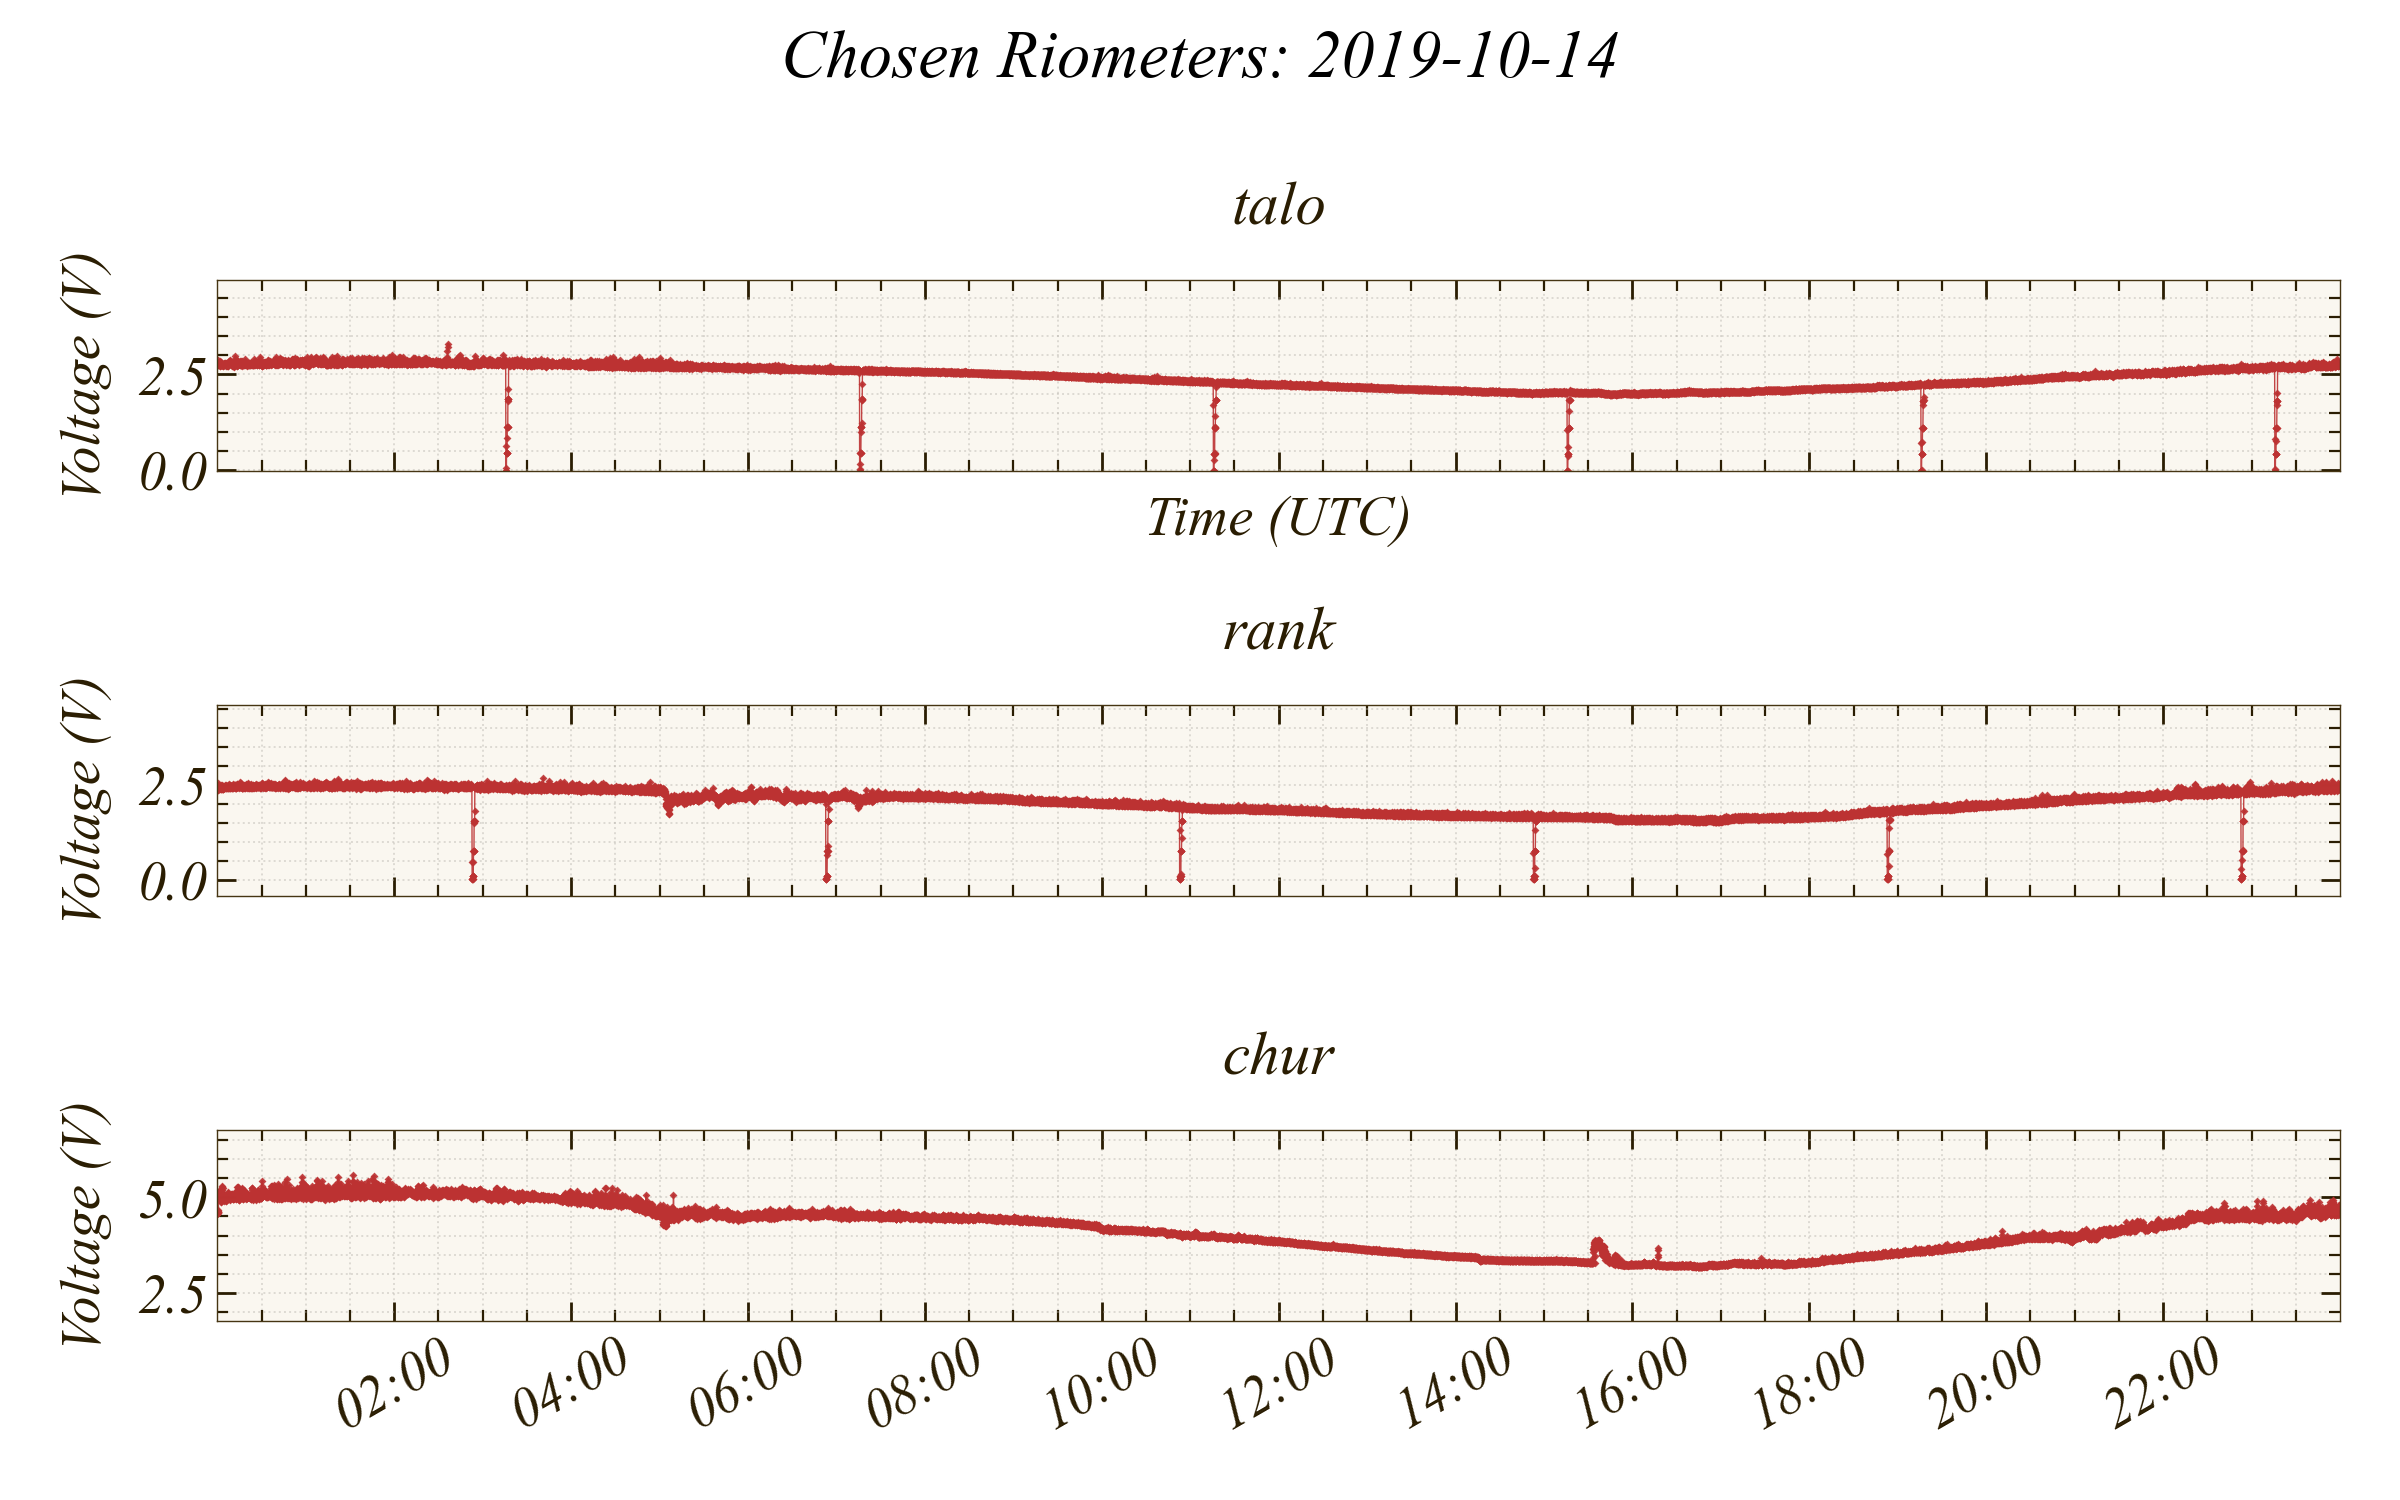 Chosen Riometers: 2019-10-14
talo
Voltage (V)
2.5
0.0
Time (UTC)
rank
Voltage (V)
2.5
0.0
chur
Voltage (V)
5.0
2.5
02:00 04:00 06:00 08:00 10:00 12:00 14:00 16:00 18:00 20:00 22:00